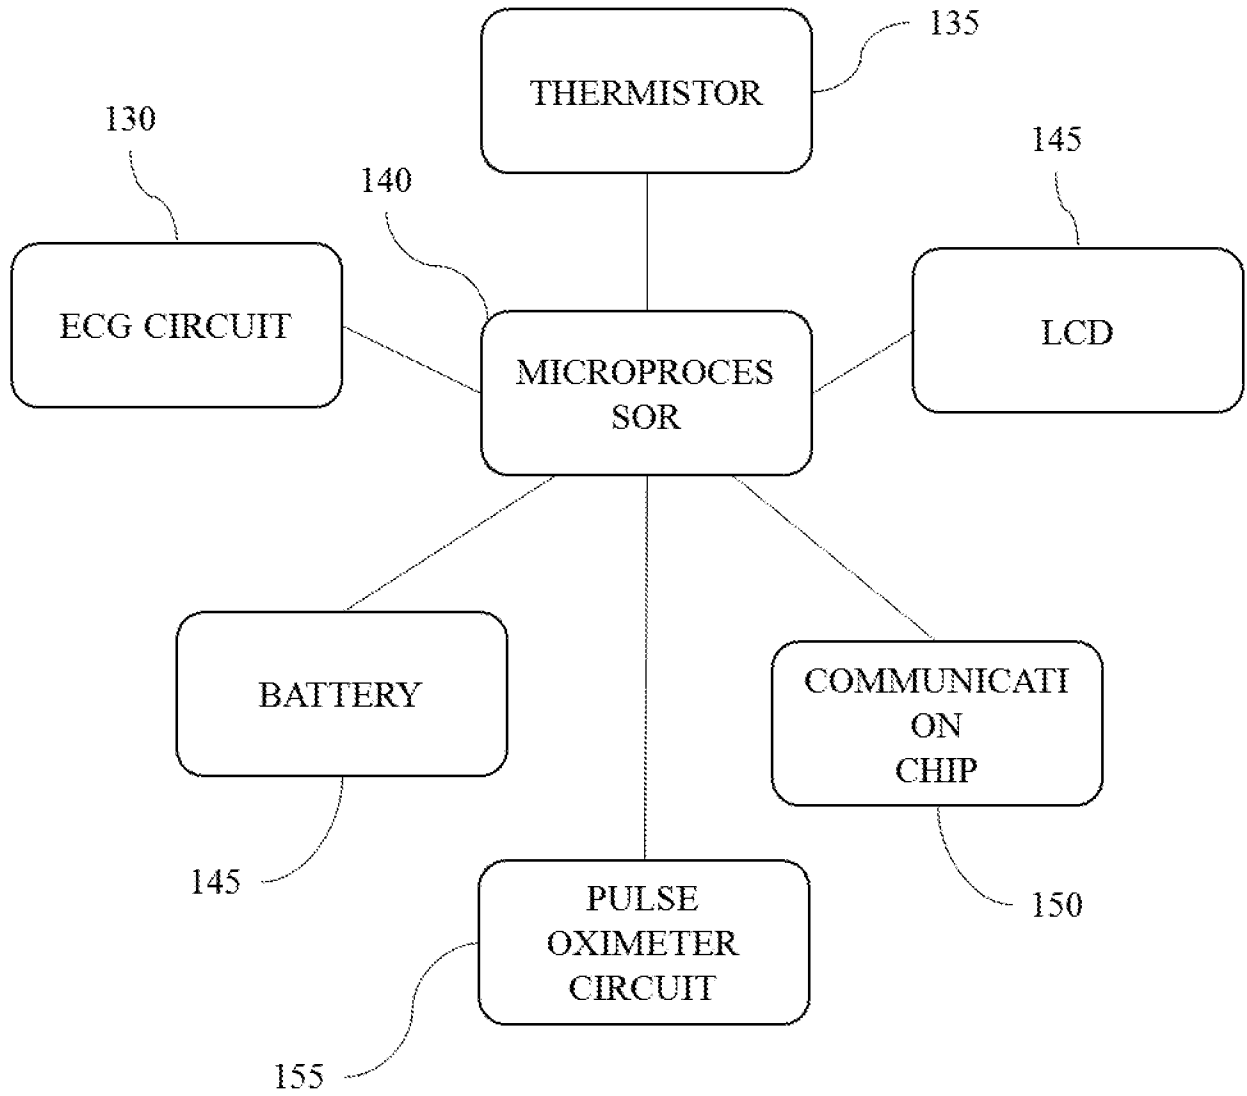 135
THERMISTOR
130
145
140
ECG CIRCUIT
LCD
MICROPROCES
SOR
BATTERY
COMMUNICATI
ON
CHIP
145
150
PULSE
OXIMETER
CIRCUIT
155